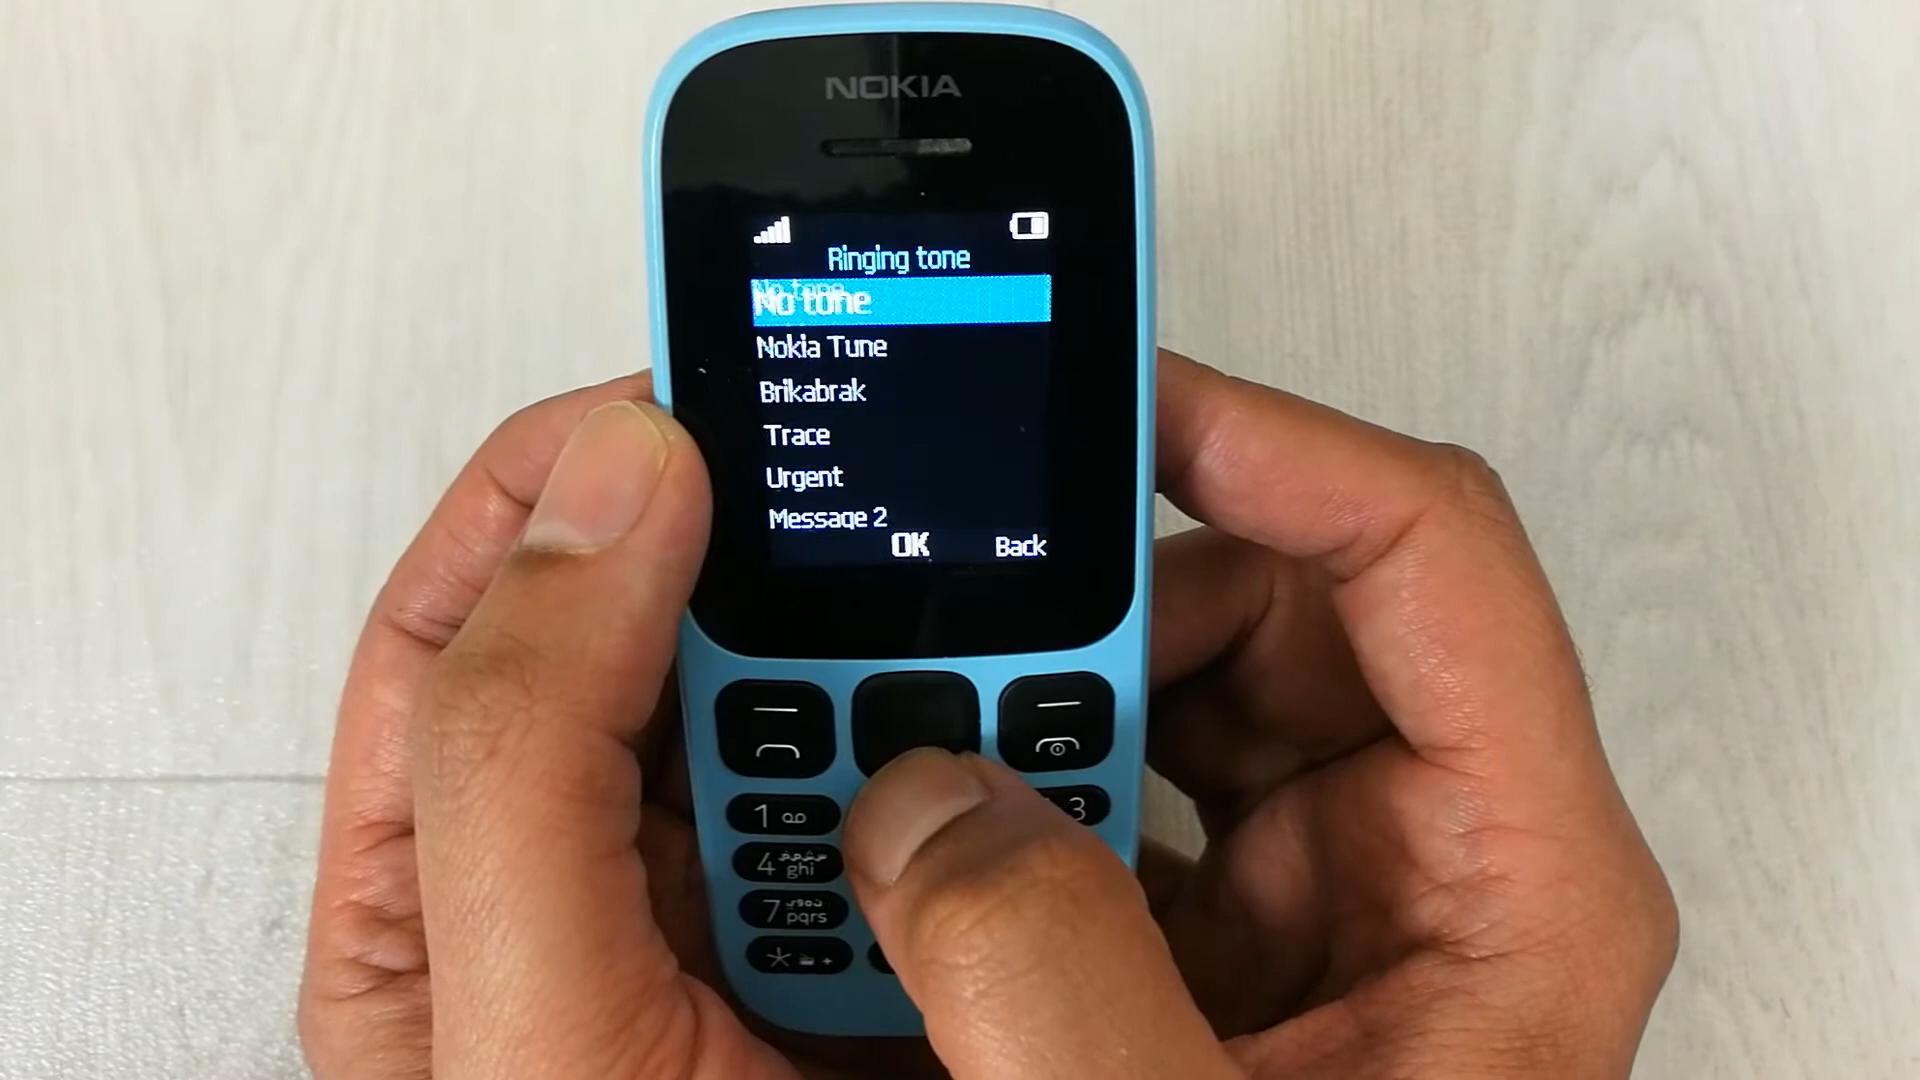 NOKIA
Ringing tone
No tone
Nokia Tune
Brikabrak
Trace
Urgent
Message 2
OK Back
1 3
4 ghi
7 pqrs
* +